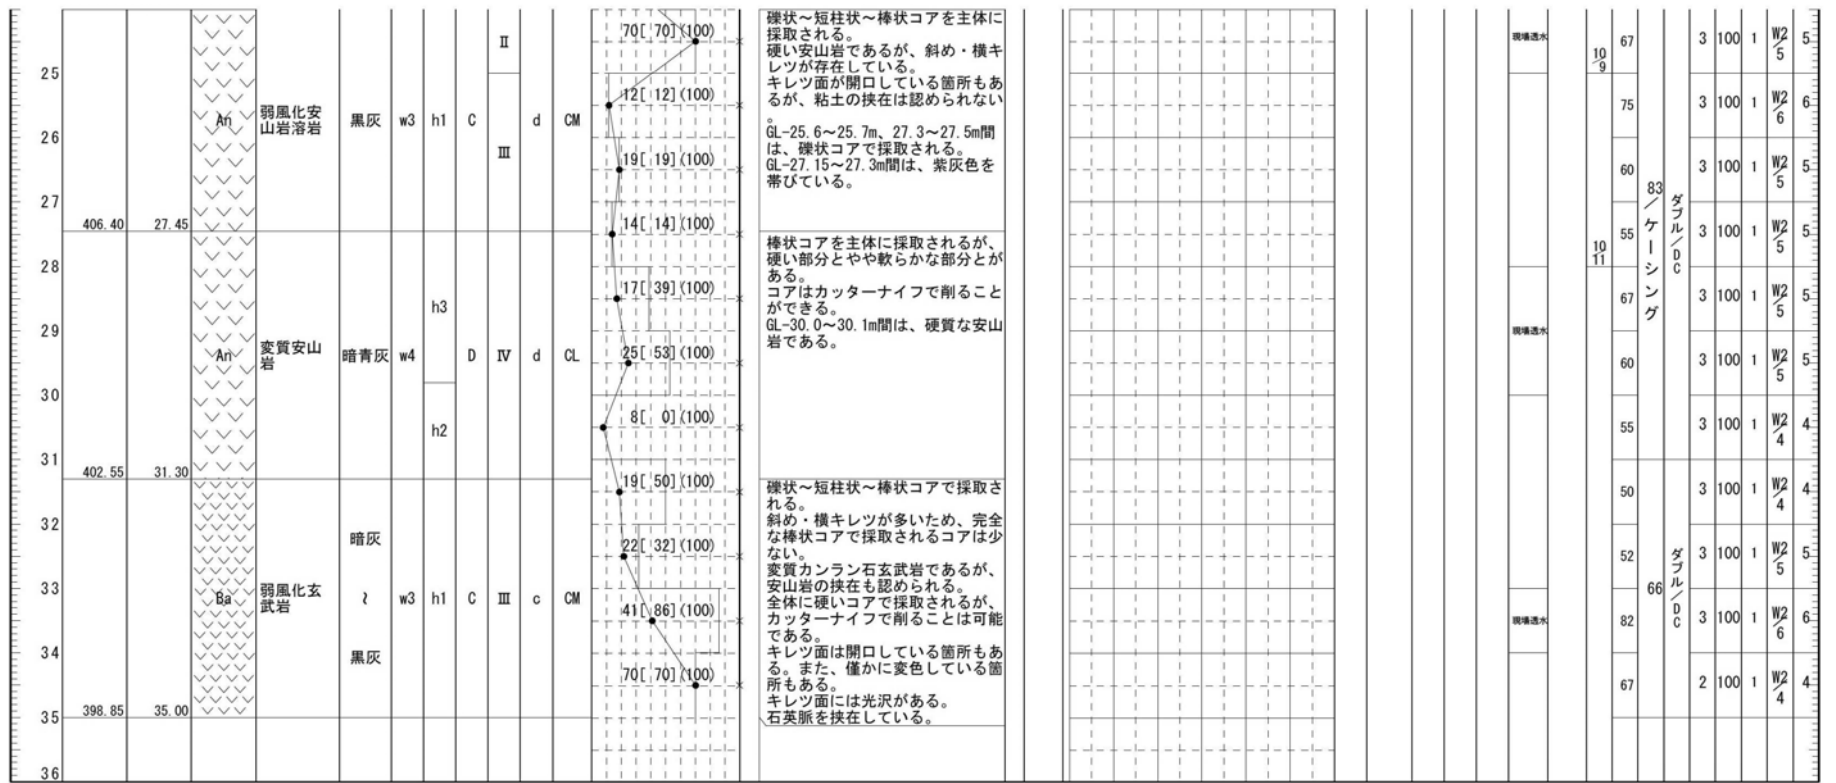 70[ 70](100)
礫状～短柱状～棒状コアを主体に
採取される。
硬い安山岩であるが、斜め・横キ
レツが存在している。
キレツ面が開口している箇所もあ
るが、粘土の挟在は認められない
。
GL-25.6～25.7m、27.3～27.5m間
は、礫状コアで採取される。
GL-27.15～27.3m間は、紫灰色を
帯びている。
Ⅱ
現場透水
10/9
67
3 100 1 W2/5 5
25
12[ 12](100)
An
弱風化安
山岩溶岩
黒灰 w3 h1 C d CM
75
3 100 1 W2/6 6
26
Ⅲ
19[ 19](100)
60
3 100 1 W2/5 5
27
406.40 27.45
14[ 14](100)
83/ケーシング
ダブル/DC
10/11
55
3 100 1 W2/5 5
棒状コアを主体に採取されるが、
硬い部分とやや軟らかな部分とが
ある。
コアはカッターナイフで削ること
ができる。
GL-30.0～30.1m間は、硬質な安山
岩である。
28
17[ 39](100)
h3
67
3 100 1 W2/5 5
29
現場透水
An
変質安山
岩
暗青灰 w4 D Ⅳ d CL
25[ 53](100)
60
3 100 1 W2/5 5
30
h2
8[ 0](100)
55
3 100 1 W2/4 4
31
402.55 31.30
19[ 50](100)
50
3 100 1 W2/4 4
礫状～短柱状～棒状コアで採取さ
れる。
斜め・横キレツが多いため、完全
な棒状コアで採取されるコアは少
ない。
変質カンラン石玄武岩であるが、
安山岩の挟在も認められる。
全体に硬いコアで採取されるが、
カッターナイフで削ることは可能
である。
キレツ面は開口している箇所もあ
る。また、僅かに変色している箇
所もある。
キレツ面には光沢がある。
石英脈を挟在している。
32
暗灰
22[ 32](100)
52
3 100 1 W2/5 5
33
66
ダブル/DC
Ba
弱風化玄
武岩
～
w3 h1 C Ⅲ c CM
41[ 86](100)
現場透水
82
3 100 1 W2/6 6
34
黒灰
70[ 70](100)
67
2 100 1 W2/4 4
398.85 35.00
35
36